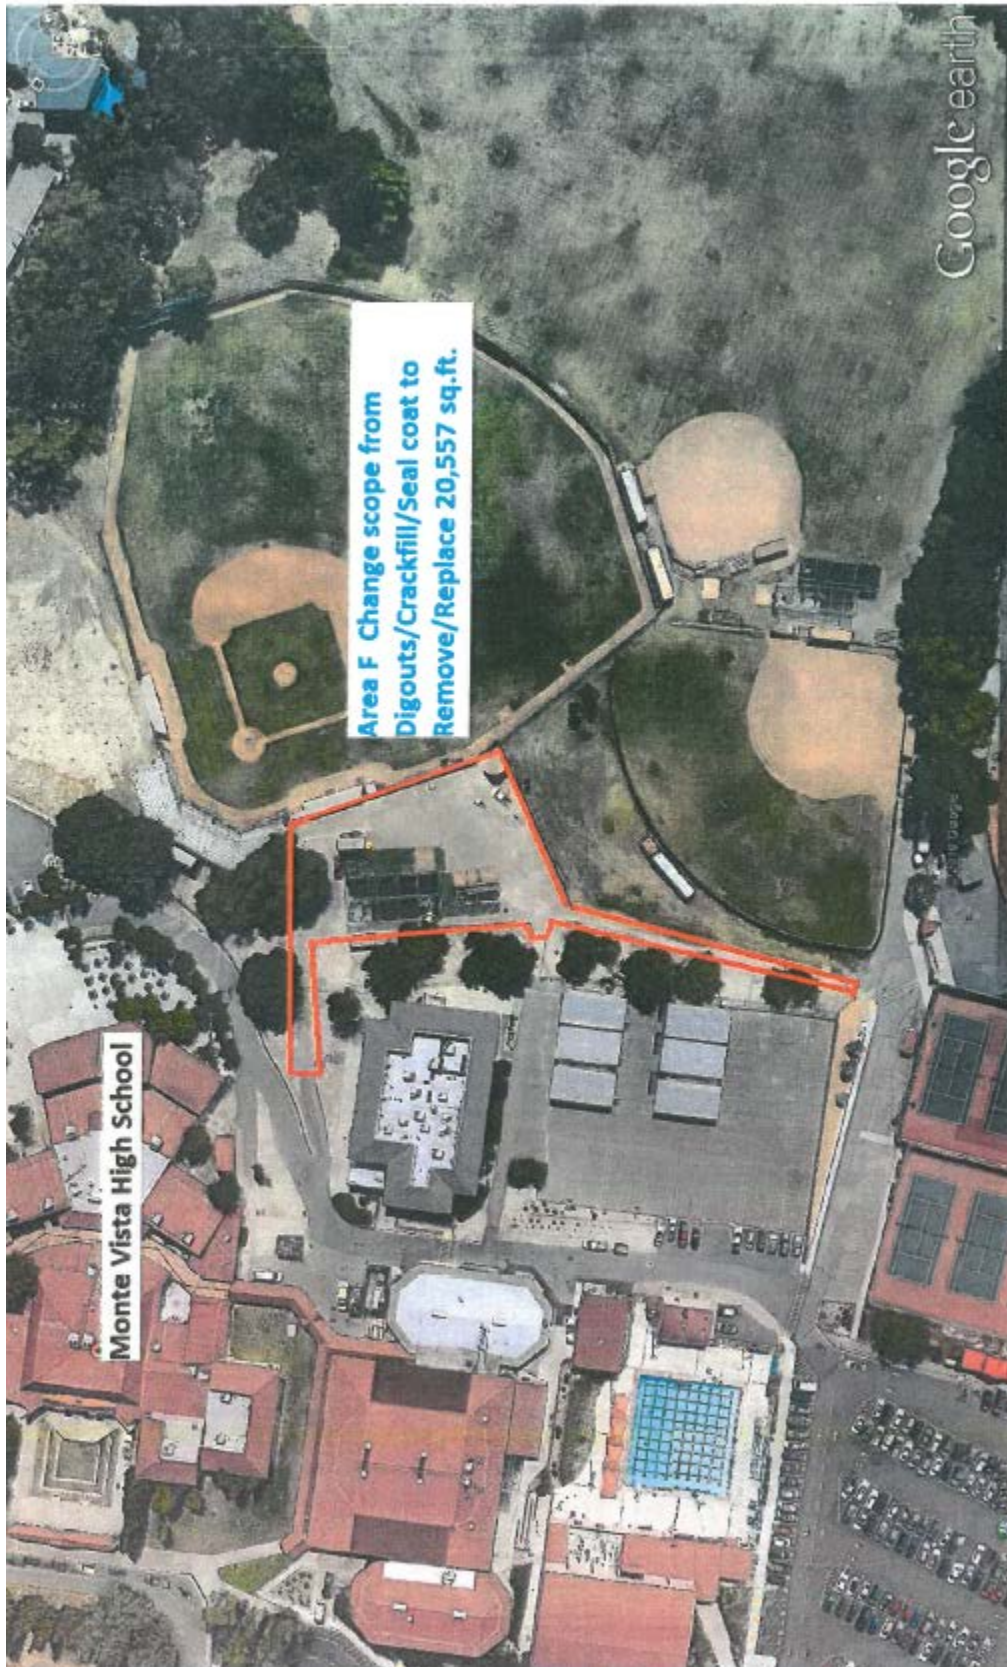 Monte Vista High School
Area F Change scope from
Digouts/Crackfill/Seal coat to
Remove/Replace 20,557 sq.ft.
Google earth